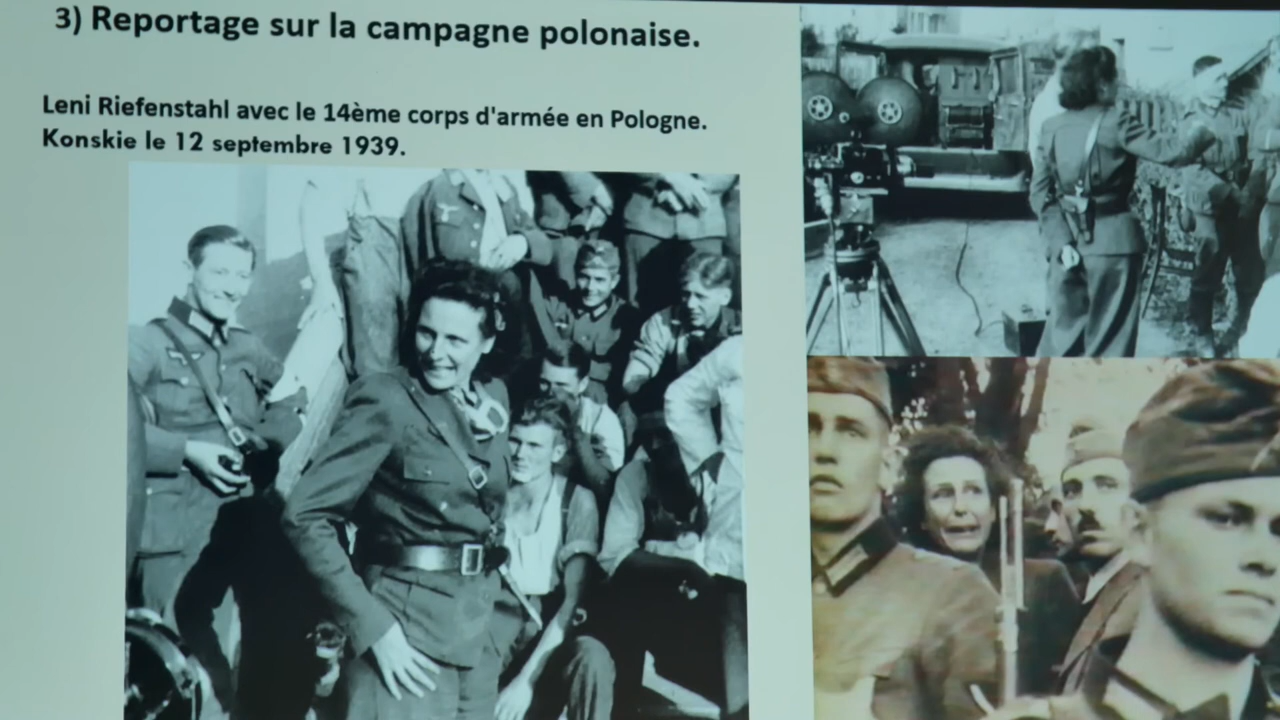 3) Reportage sur la campagne polonaise.
Leni Riefenstahl avec le 14ème corps d'armée en Pologne.
Konskie le 12 septembre 1939.